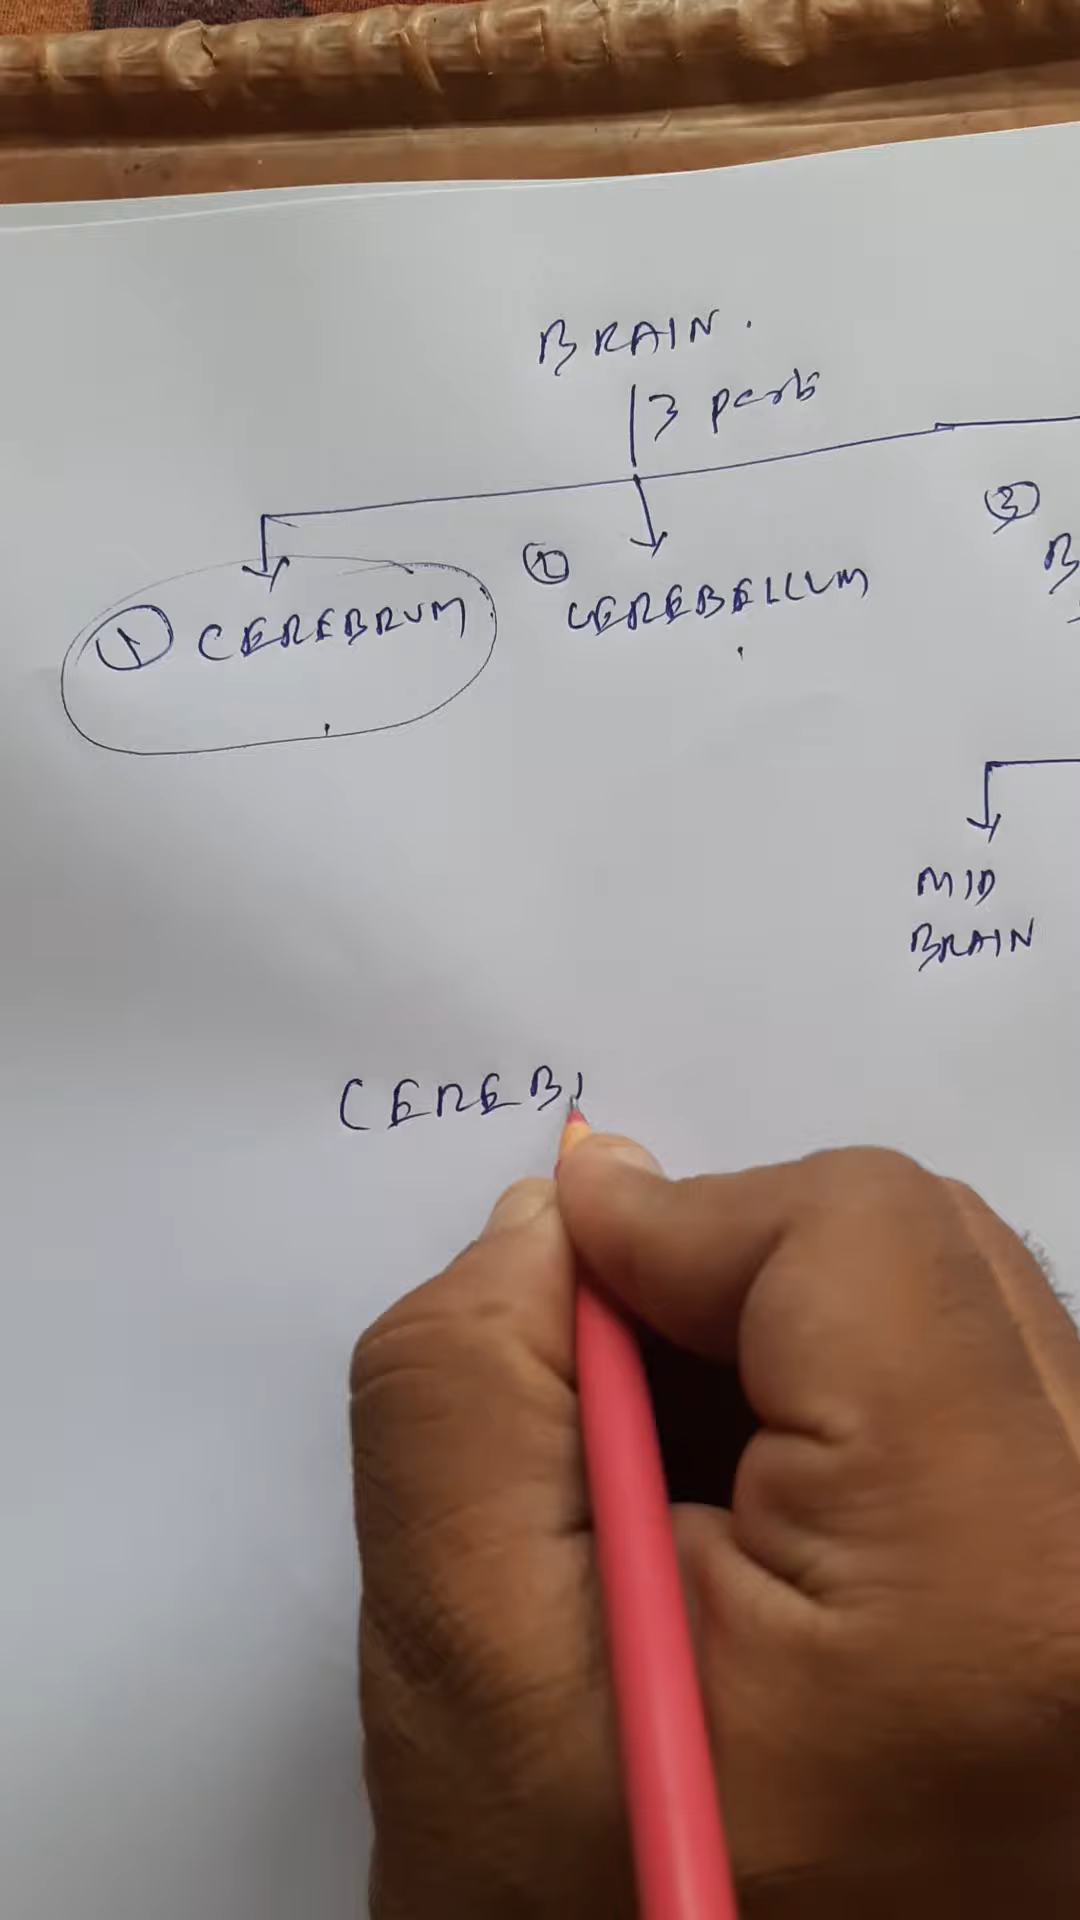 BRAIN.
3 parts
① CEREBRUM
② CEREBELLUM
③
B
MID
BRAIN
CEREB